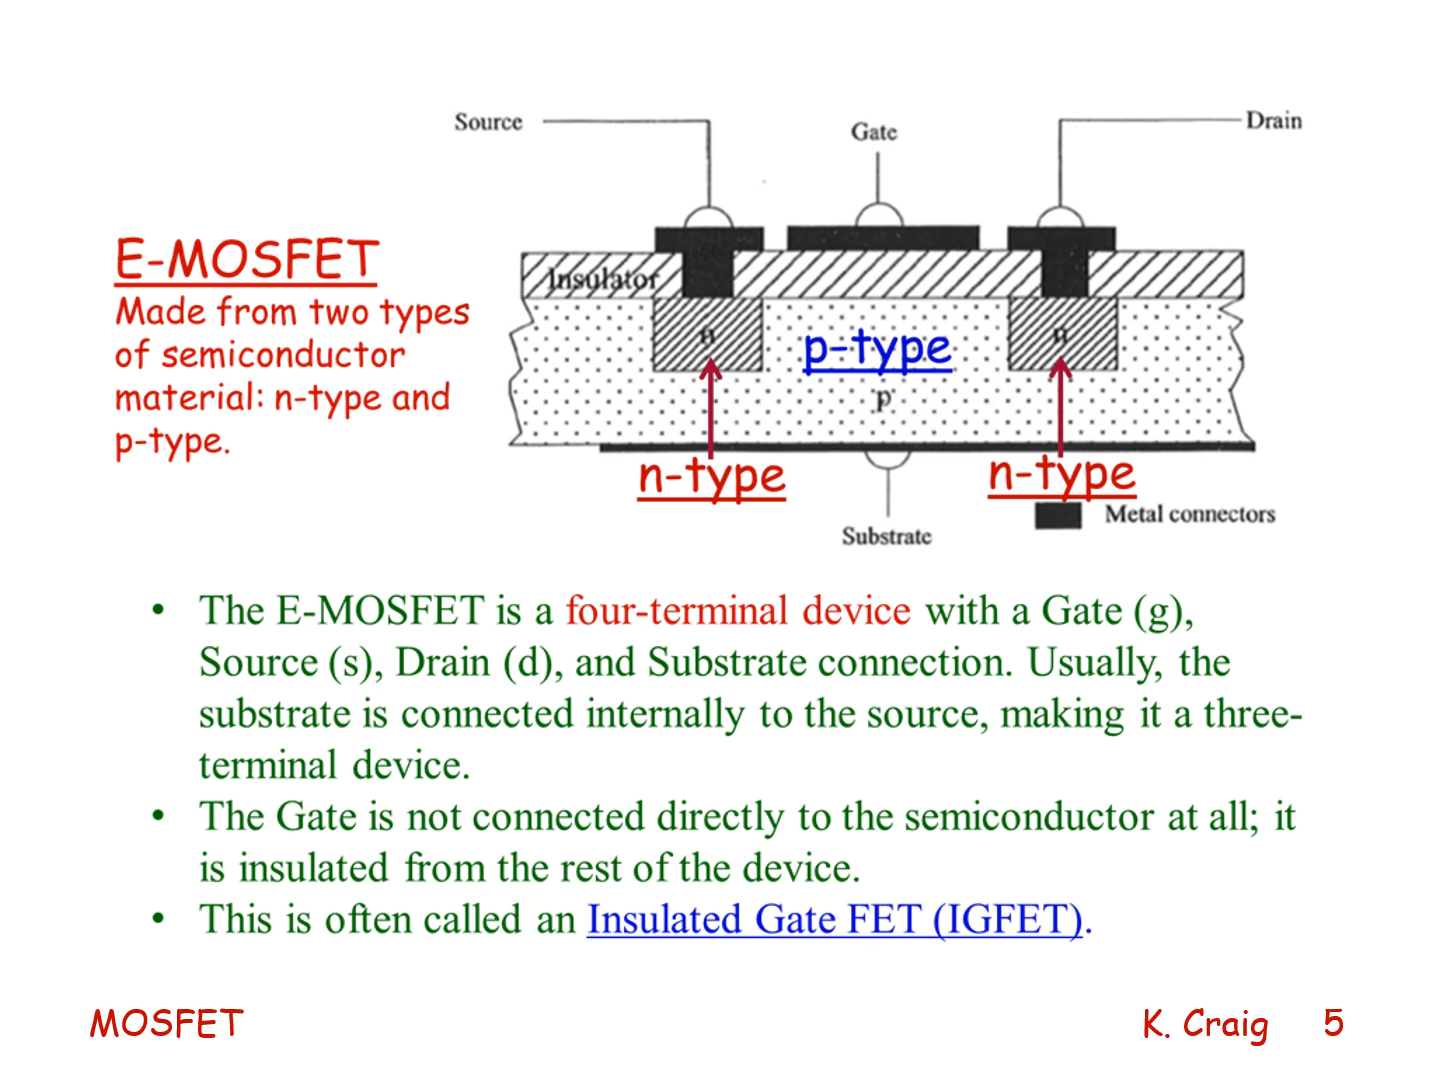 Source
Gate
Drain
E-MOSFET
Made from two types
of semiconductor
material: n-type and
p-type.
Insulator
n
p-type
n
p
n-type
n-type
Metal connectors
Substrate
• The E-MOSFET is a four-terminal device with a Gate (g),
Source (s), Drain (d), and Substrate connection. Usually, the
substrate is connected internally to the source, making it a three-
terminal device.
• The Gate is not connected directly to the semiconductor at all; it
is insulated from the rest of the device.
• This is often called an Insulated Gate FET (IGFET).
MOSFET
K. Craig 5